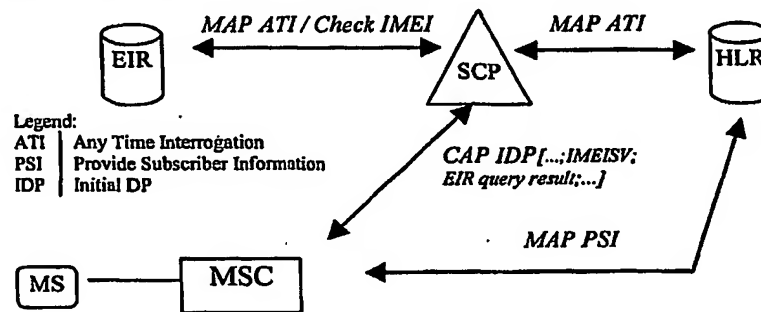 MAP ATI / Check IMEI
MAP ATI
EIR
SCP
HLR
Legend:
ATI | Any Time Interrogation
PSI | Provide Subscriber Information
IDP | Initial DP
CAP IDP[...;IMEISV;
EIR query result;...]
MAP PSI
MS
MSC